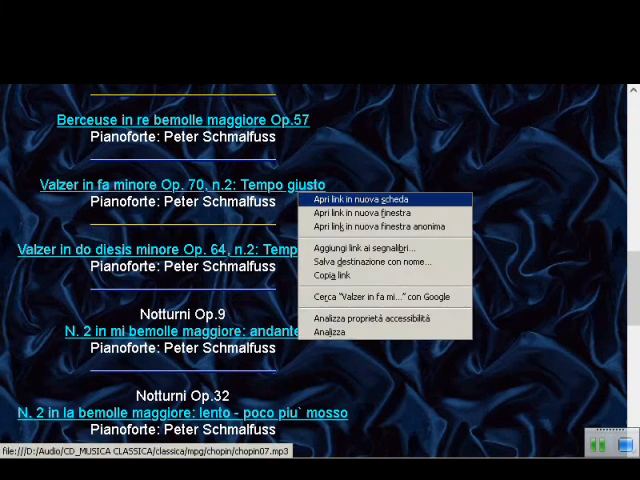 Berceuse in re bemolle maggiore Op.57
Pianoforte: Peter Schmalfuss
Valzer in fa minore Op. 70, n.2: Tempo giusto
Pianoforte: Peter Schmalfuss
Valzer in do diesis minore Op. 64, n.2: Temp
Pianoforte: Peter Schmalfuss
Notturni Op.9
N. 2 in mi bemolle maggiore: andante
Pianoforte: Peter Schmalfuss
Notturni Op.32
N. 2 in la bemolle maggiore: lento - poco piu` mosso
Pianoforte: Peter Schmalfuss
Apri link in nuova scheda
Apri link in nuova finestra
Apri link in nuova finestra anonima
Aggiungi link ai segnalibri...
Salva destinazione con nome...
Copia link
Cerca "Valzer in fa mi..." con Google
Analizza proprietà accessibilità
Analizza
file:///D:/Audio/CD_MUSICA CLASSICA/classica/mpg/chopin/chopin07.mp3